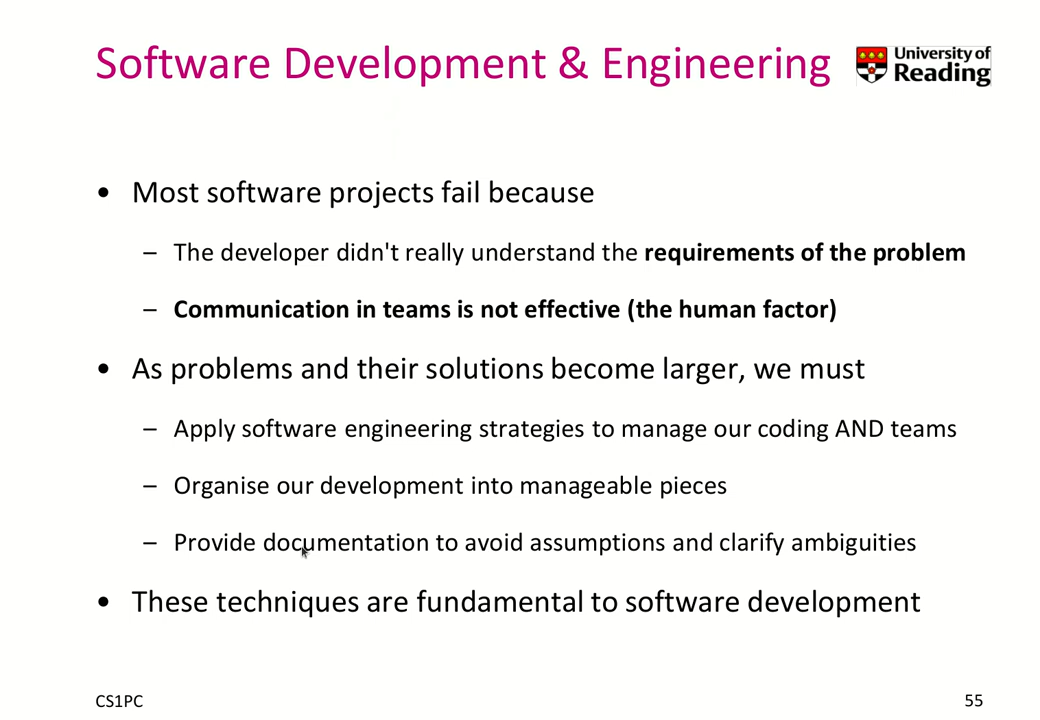 Software Development & Engineering
University of
Reading
• Most software projects fail because
– The developer didn't really understand the requirements of the problem
– Communication in teams is not effective (the human factor)
• As problems and their solutions become larger, we must
– Apply software engineering strategies to manage our coding AND teams
– Organise our development into manageable pieces
– Provide documentation to avoid assumptions and clarify ambiguities
• These techniques are fundamental to software development
CS1PC
55